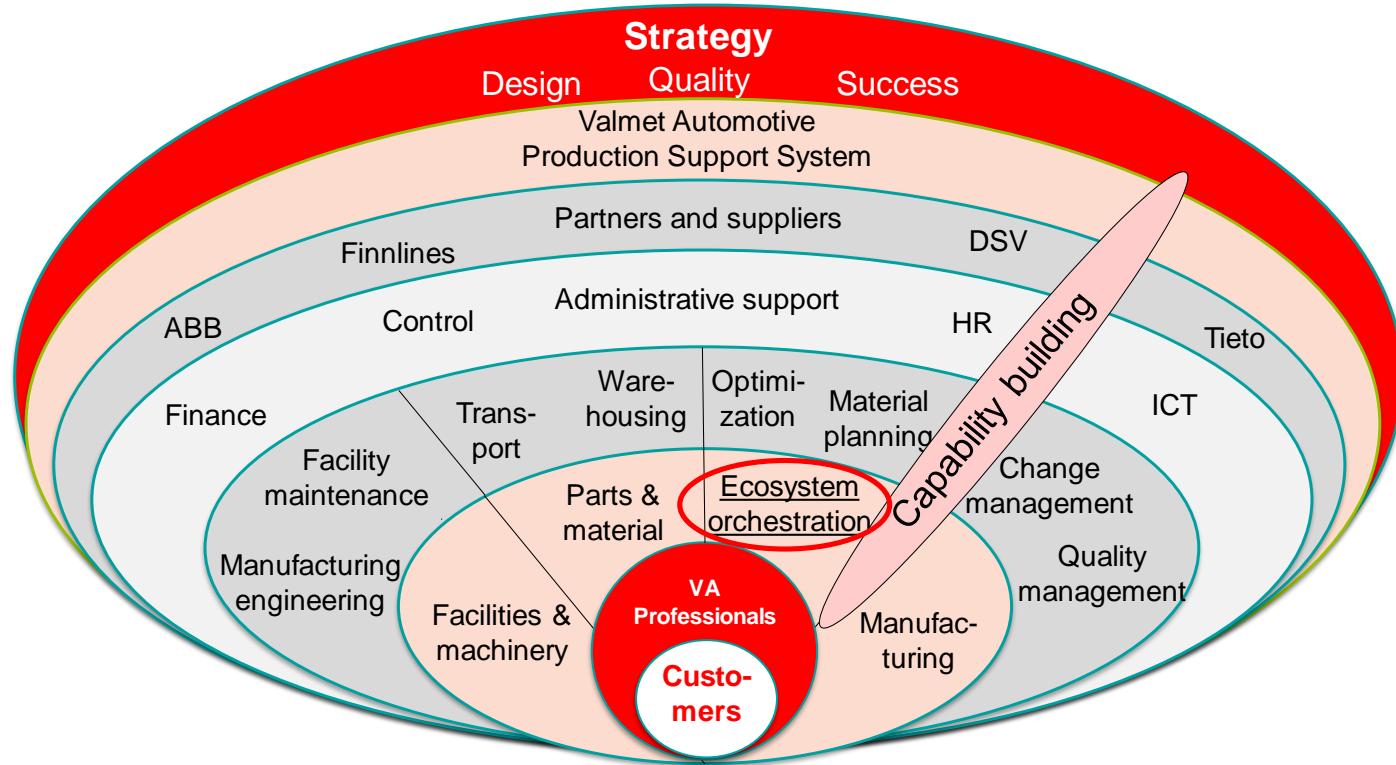 Strategy
Design Quality Success
Valmet Automotive
Production Support System
Partners and suppliers
Finnlines
DSV
ABB
Tieto
Administrative support
Control
HR
Finance
ICT
Ware-
housing
Optimi-
zation
Trans-
port
Material
planning
Facility
maintenance
Change
management
Manufacturing
engineering
Quality
management
Capability building
Parts &
material
Ecosystem
orchestration
Facilities &
machinery
Manufac-
turing
VA
Professionals
Custo-
mers